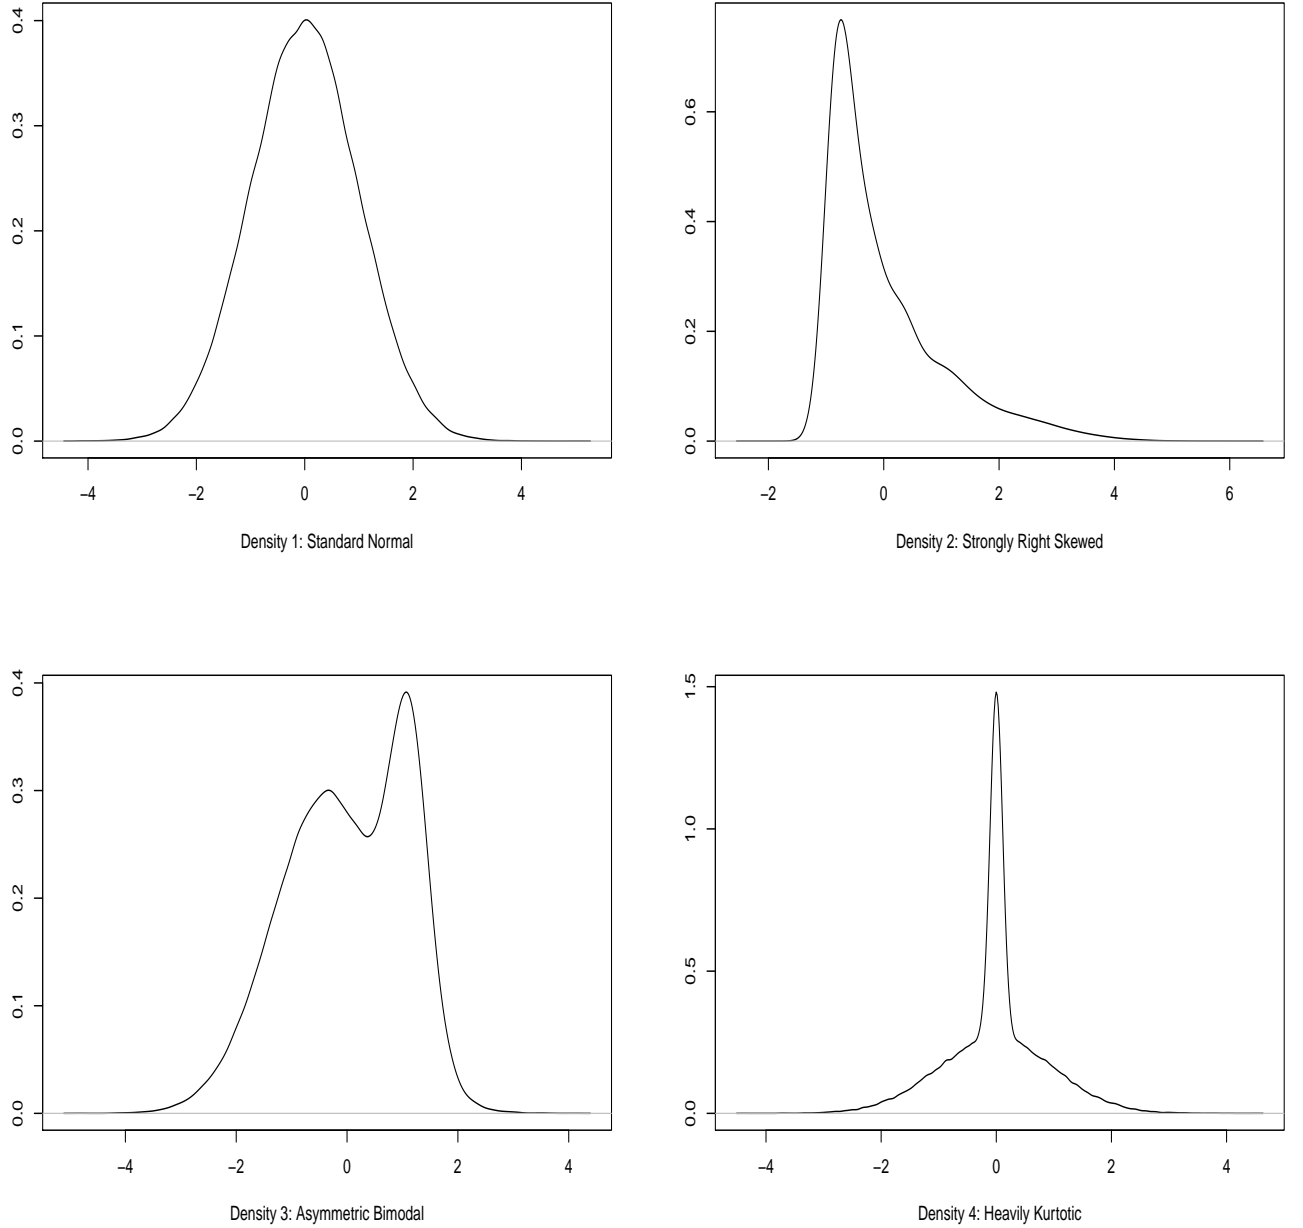 0.0 0.1 0.2 0.3 0.4
−4 −2 0 2 4
Density 1: Standard Normal
0.0 0.2 0.4 0.6
−2 0 2 4 6
Density 2: Strongly Right Skewed
0.0 0.1 0.2 0.3 0.4
−4 −2 0 2 4
Density 3: Asymmetric Bimodal
0.0 0.5 1.0 1.5
−4 −2 0 2 4
Density 4: Heavily Kurtotic